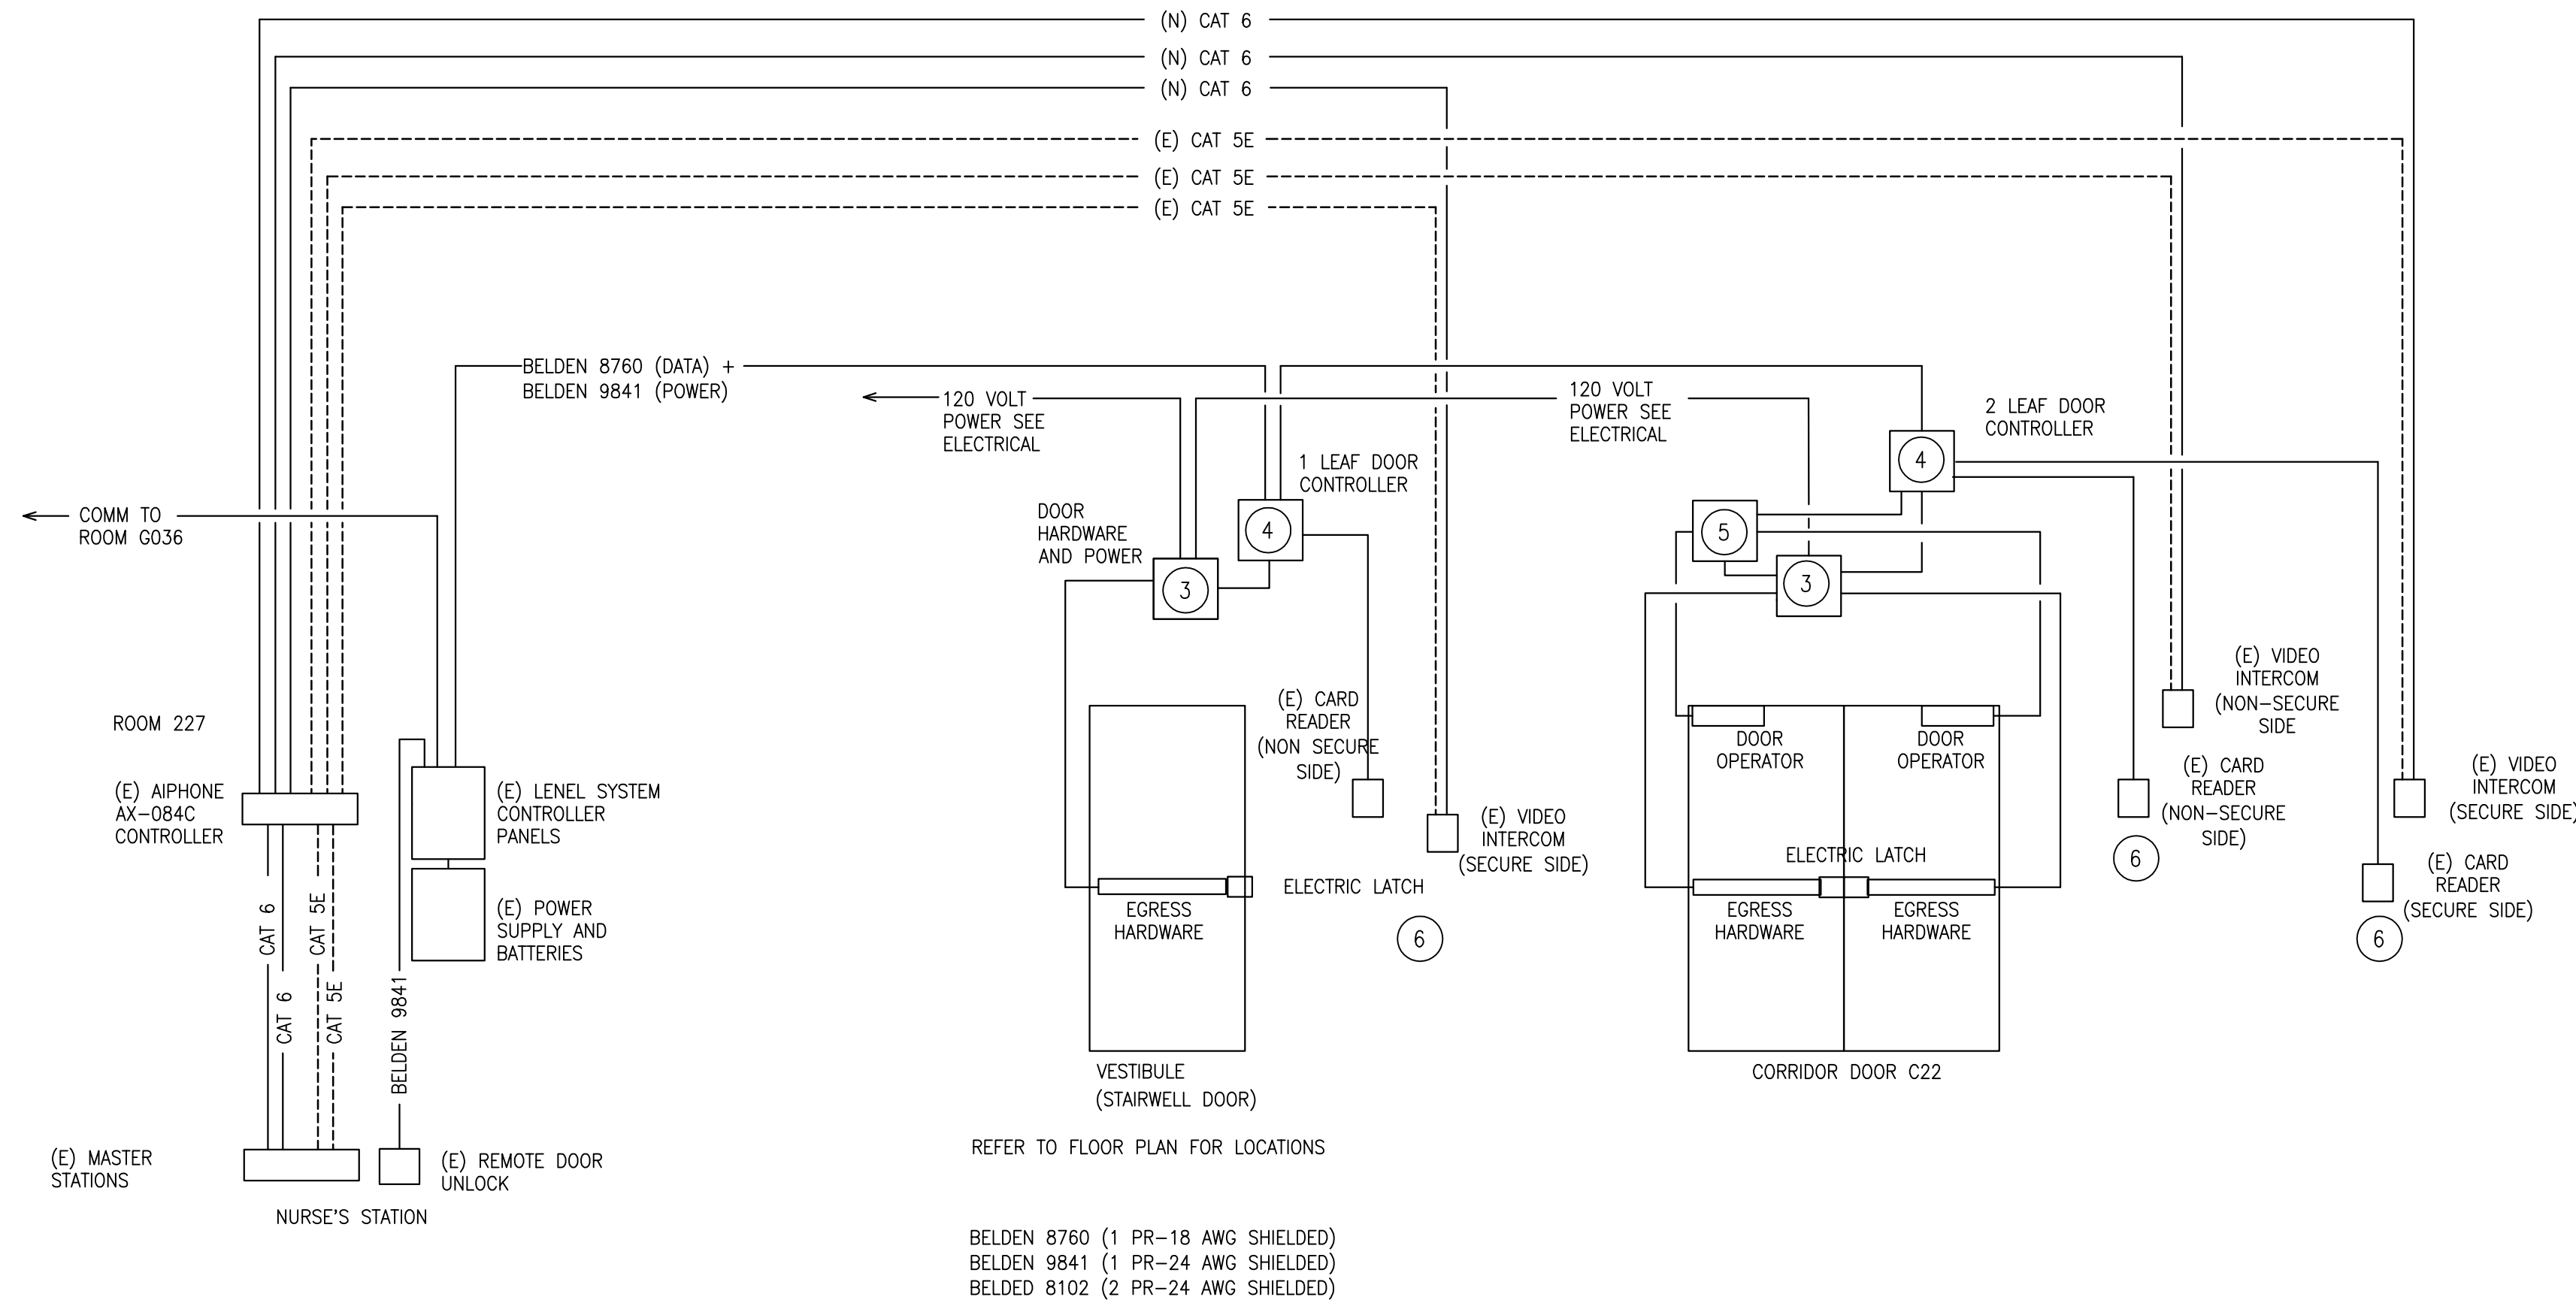 (N) CAT 6
(N) CAT 6
(N) CAT 6
(E) CAT 5E
(E) CAT 5E
(E) CAT 5E
BELDEN 8760 (DATA) +
BELDEN 9841 (POWER)
120 VOLT
POWER SEE
ELECTRICAL
120 VOLT
POWER SEE
ELECTRICAL
2 LEAF DOOR
CONTROLLER
4
1 LEAF DOOR
CONTROLLER
4
DOOR
HARDWARE
AND POWER
3
5
3
COMM TO
ROOM G036
ROOM 227
(E) AIPHONE
AX-084C
CONTROLLER
(E) LENEL SYSTEM
CONTROLLER
PANELS
(E) POWER
SUPPLY AND
BATTERIES
CAT 6
CAT 6
CAT 5E
CAT 5E
BELDEN 9841
(E) MASTER
STATIONS
(E) REMOTE DOOR
UNLOCK
NURSE'S STATION
(E) CARD
READER
(NON SECURE
SIDE)
(E) VIDEO
INTERCOM
(SECURE SIDE)
ELECTRIC LATCH
EGRESS
HARDWARE
6
VESTIBULE
(STAIRWELL DOOR)
DOOR
OPERATOR
DOOR
OPERATOR
ELECTRIC LATCH
EGRESS
HARDWARE
EGRESS
HARDWARE
CORRIDOR DOOR C22
(E) VIDEO
INTERCOM
(NON-SECURE
SIDE
(E) CARD
READER
(NON-SECURE
SIDE)
6
(E) VIDEO
INTERCOM
(SECURE SIDE)
(E) CARD
READER
(SECURE SIDE)
6
REFER TO FLOOR PLAN FOR LOCATIONS
BELDEN 8760 (1 PR-18 AWG SHIELDED)
BELDEN 9841 (1 PR-24 AWG SHIELDED)
BELDED 8102 (2 PR-24 AWG SHIELDED)